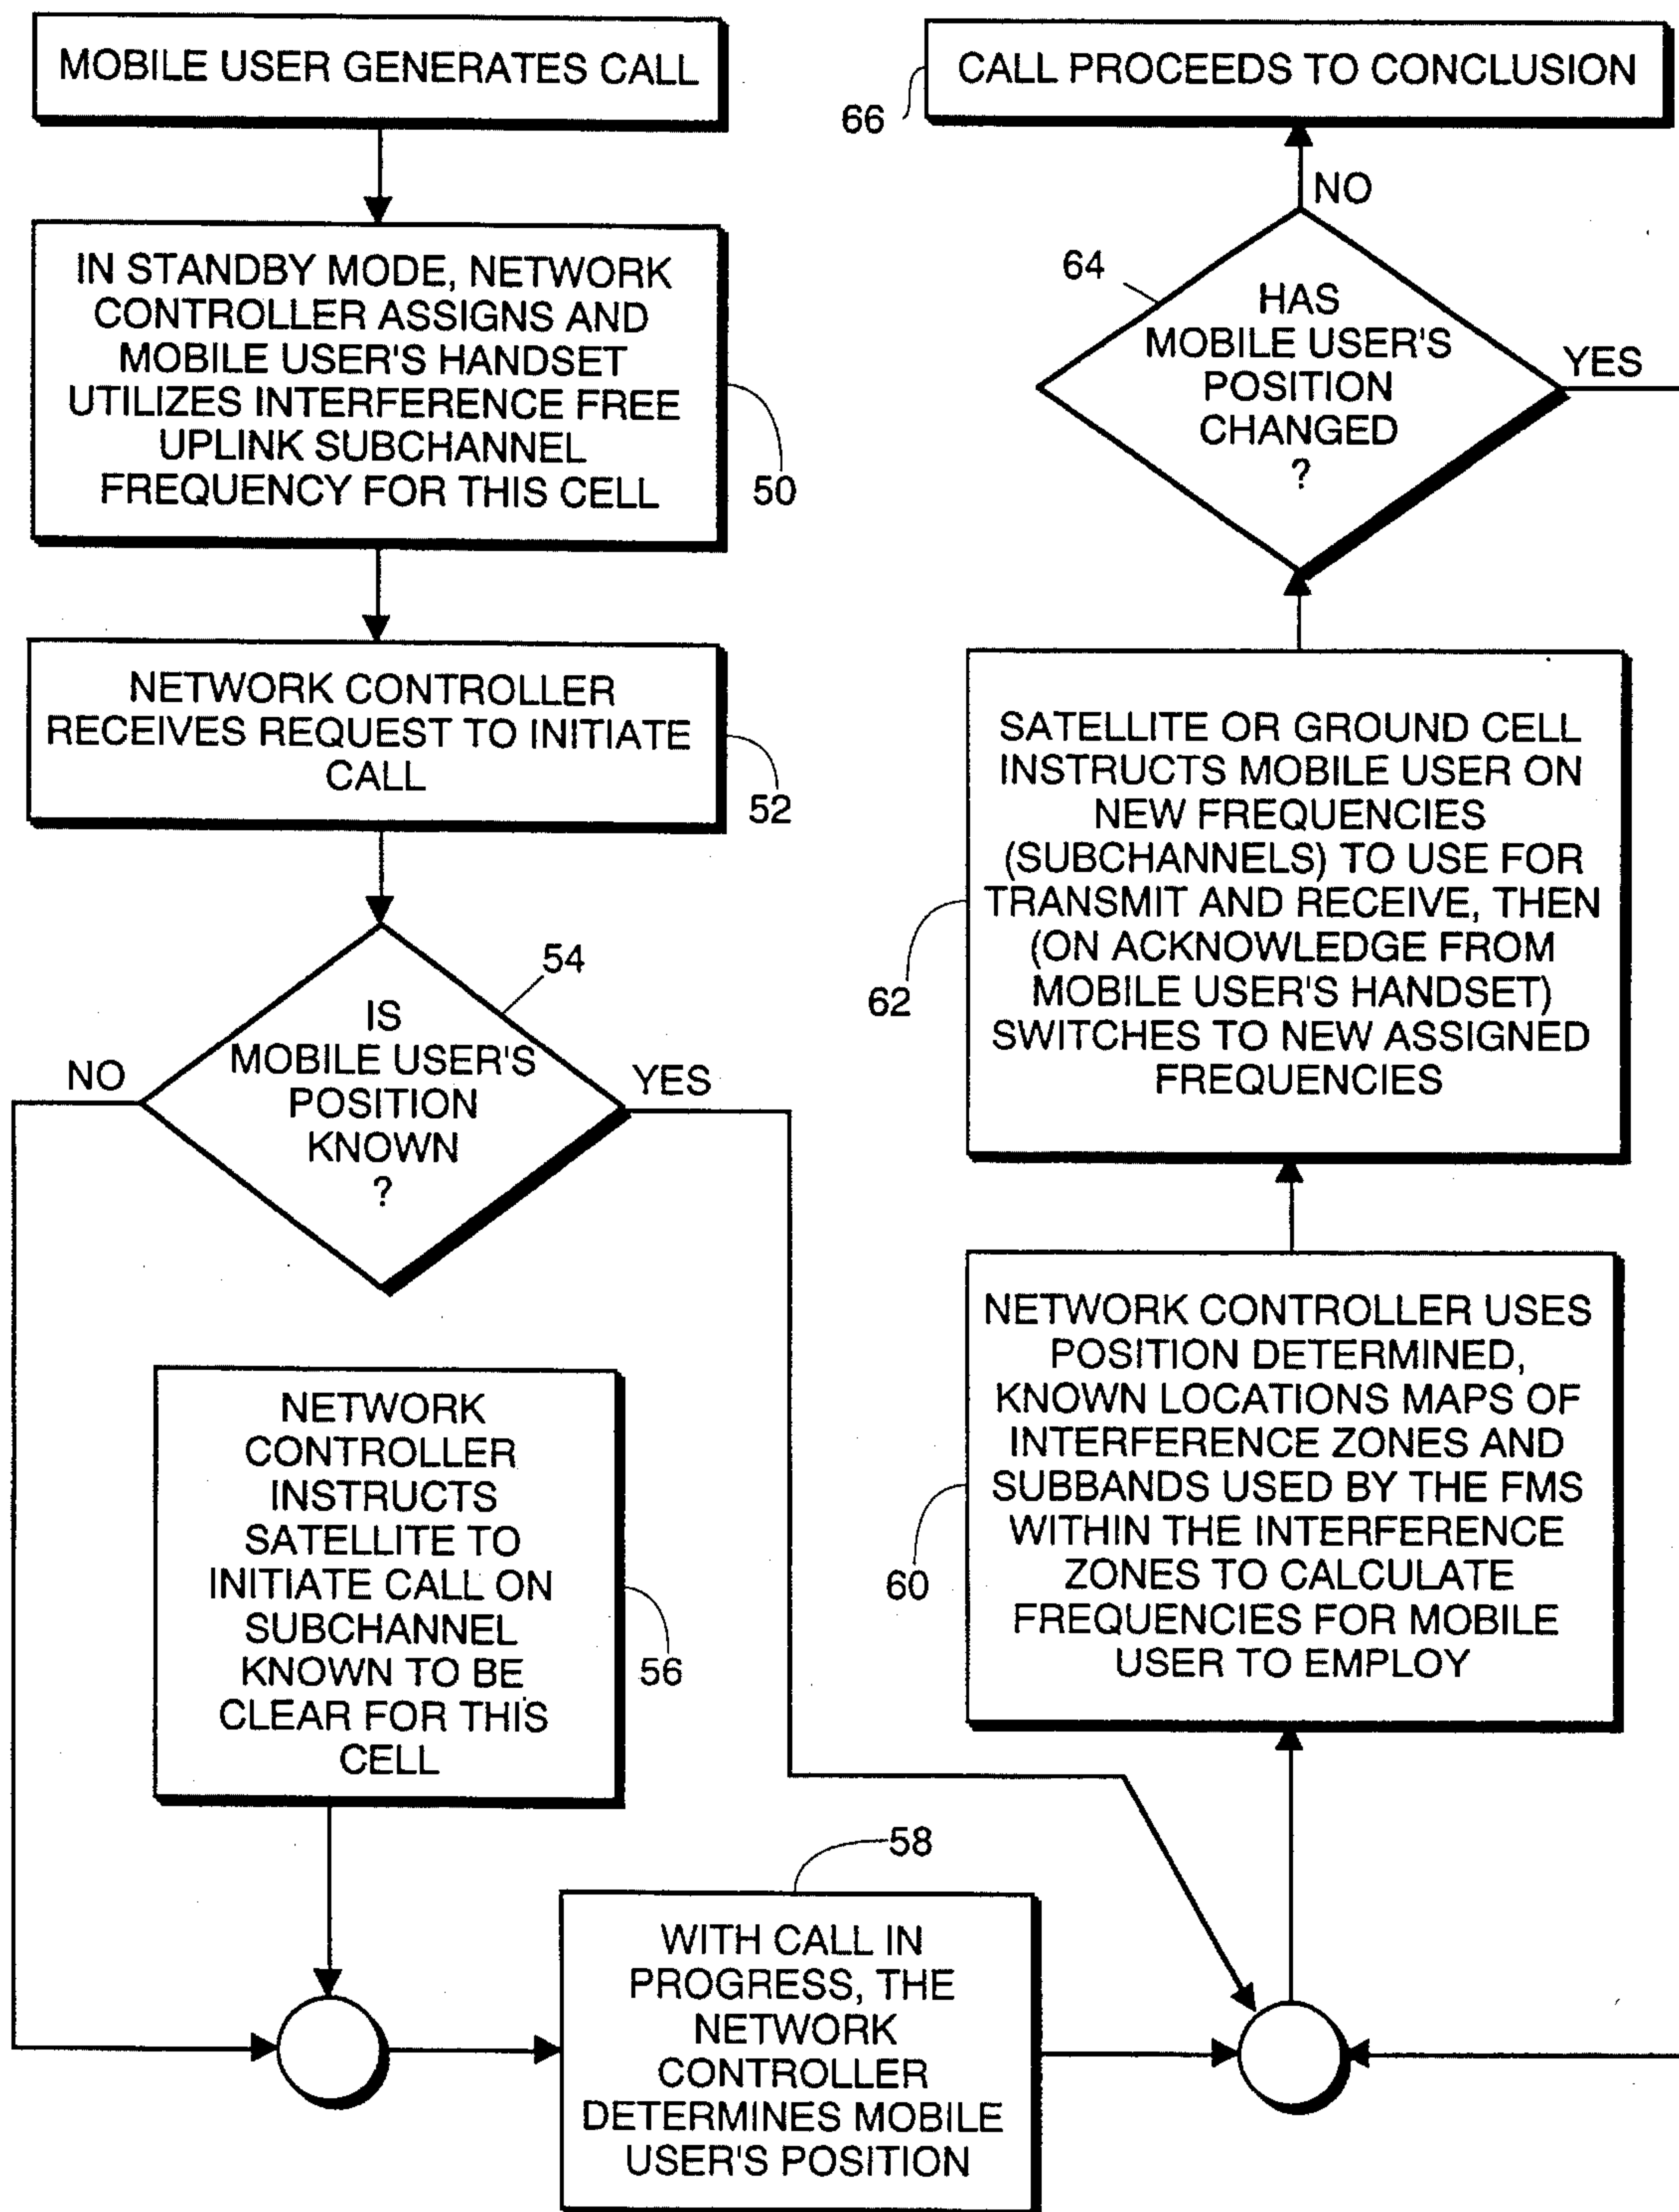 MOBILE USER GENERATES CALL
IN STANDBY MODE, NETWORK
CONTROLLER ASSIGNS AND
MOBILE USER'S HANDSET
UTILIZES INTERFERENCE FREE
UPLINK SUBCHANNEL
FREQUENCY FOR THIS CELL
50
NETWORK CONTROLLER
RECEIVES REQUEST TO INITIATE
CALL
52
54
IS
MOBILE USER'S
POSITION
KNOWN
?
NO
YES
NETWORK
CONTROLLER
INSTRUCTS
SATELLITE TO
INITIATE CALL ON
SUBCHANNEL
KNOWN TO BE
CLEAR FOR THIS
CELL
56
58
WITH CALL IN
PROGRESS, THE
NETWORK
CONTROLLER
DETERMINES MOBILE
USER'S POSITION
NETWORK CONTROLLER USES
POSITION DETERMINED,
KNOWN LOCATIONS MAPS OF
INTERFERENCE ZONES AND
SUBBANDS USED BY THE FMS
WITHIN THE INTERFERENCE
ZONES TO CALCULATE
FREQUENCIES FOR MOBILE
USER TO EMPLOY
60
SATELLITE OR GROUND CELL
INSTRUCTS MOBILE USER ON
NEW FREQUENCIES
(SUBCHANNELS) TO USE FOR
TRANSMIT AND RECEIVE, THEN
(ON ACKNOWLEDGE FROM
MOBILE USER'S HANDSET)
SWITCHES TO NEW ASSIGNED
FREQUENCIES
62
64
HAS
MOBILE USER'S
POSITION
CHANGED
?
YES
NO
CALL PROCEEDS TO CONCLUSION
66